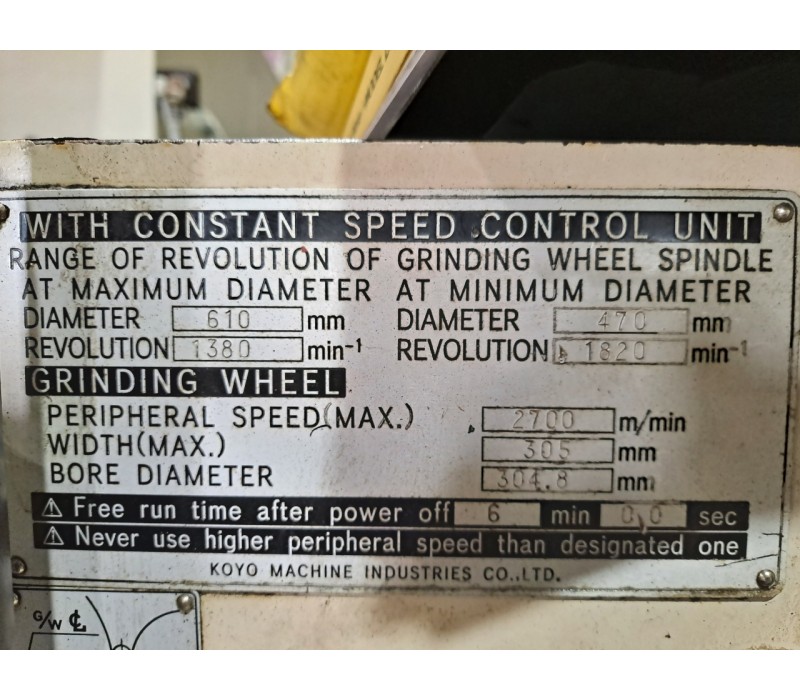 WITH CONSTANT SPEED CONTROL UNIT
RANGE OF REVOLUTION OF GRINDING WHEEL SPINDLE
AT MAXIMUM DIAMETER AT MINIMUM DIAMETER
DIAMETER 610 mm DIAMETER 470 mm
REVOLUTION 1380 min⁻¹ REVOLUTION 1820 min⁻¹
GRINDING WHEEL
PERIPHERAL SPEED(MAX.) 2700 m/min
WIDTH(MAX.) 305 mm
BORE DIAMETER 304.8 mm
⚠ Free run time after power off 6 min 0,0 sec
⚠ Never use higher peripheral speed than designated one
KOYO MACHINE INDUSTRIES CO.,LTD.
G/W ℄